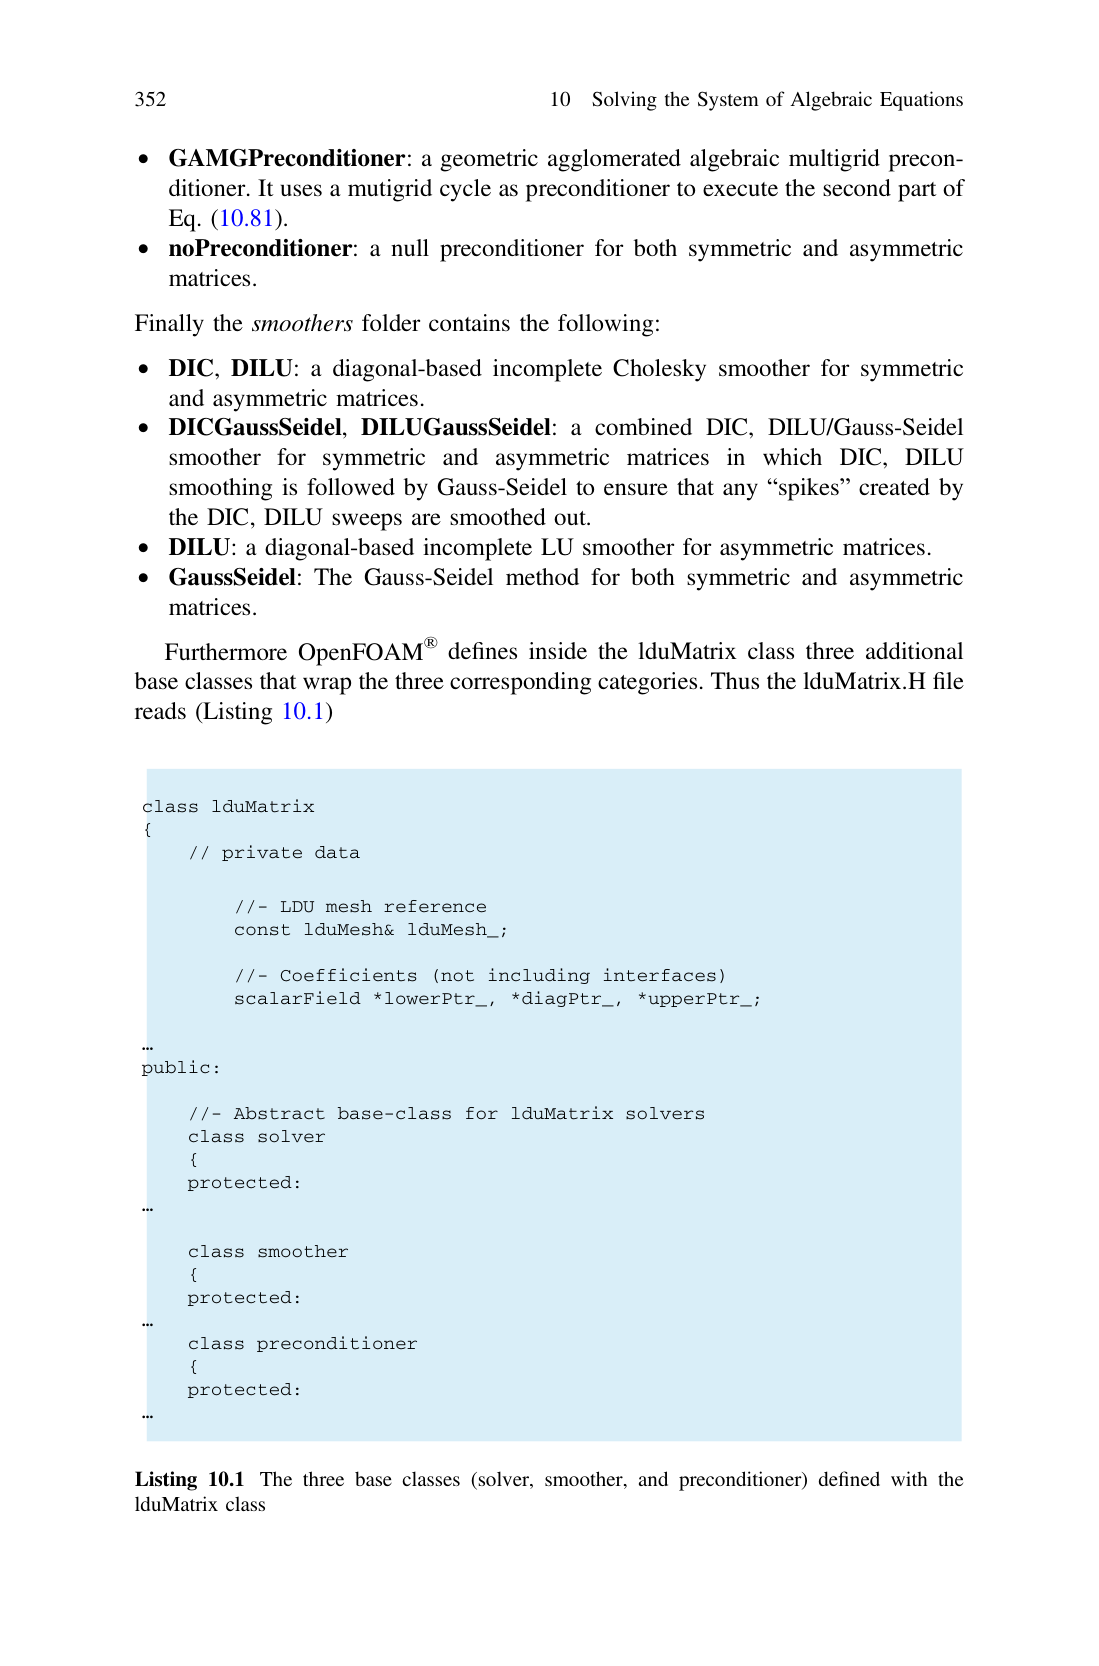 352 10 Solving the System of Algebraic Equations
• GAMGPreconditioner: a geometric agglomerated algebraic multigrid precon-
ditioner. It uses a mutigrid cycle as preconditioner to execute the second part of
Eq. (10.81).
• noPreconditioner: a null preconditioner for both symmetric and asymmetric
matrices.
Finally the smoothers folder contains the following:
• DIC, DILU: a diagonal-based incomplete Cholesky smoother for symmetric
and asymmetric matrices.
• DICGaussSeidel, DILUGaussSeidel: a combined DIC, DILU/Gauss-Seidel
smoother for symmetric and asymmetric matrices in which DIC, DILU
smoothing is followed by Gauss-Seidel to ensure that any “spikes” created by
the DIC, DILU sweeps are smoothed out.
• DILU: a diagonal-based incomplete LU smoother for asymmetric matrices.
• GaussSeidel: The Gauss-Seidel method for both symmetric and asymmetric
matrices.
Furthermore OpenFOAM® defines inside the lduMatrix class three additional
base classes that wrap the three corresponding categories. Thus the lduMatrix.H file
reads (Listing 10.1)
class lduMatrix
{
// private data
//- LDU mesh reference
const lduMesh& lduMesh_;
//- Coefficients (not including interfaces)
scalarField *lowerPtr_, *diagPtr_, *upperPtr_;
…
public:
//- Abstract base-class for lduMatrix solvers
class solver
{
protected:
…
class smoother
{
protected:
…
class preconditioner
{
protected:
…
Listing 10.1 The three base classes (solver, smoother, and preconditioner) defined with the
lduMatrix class